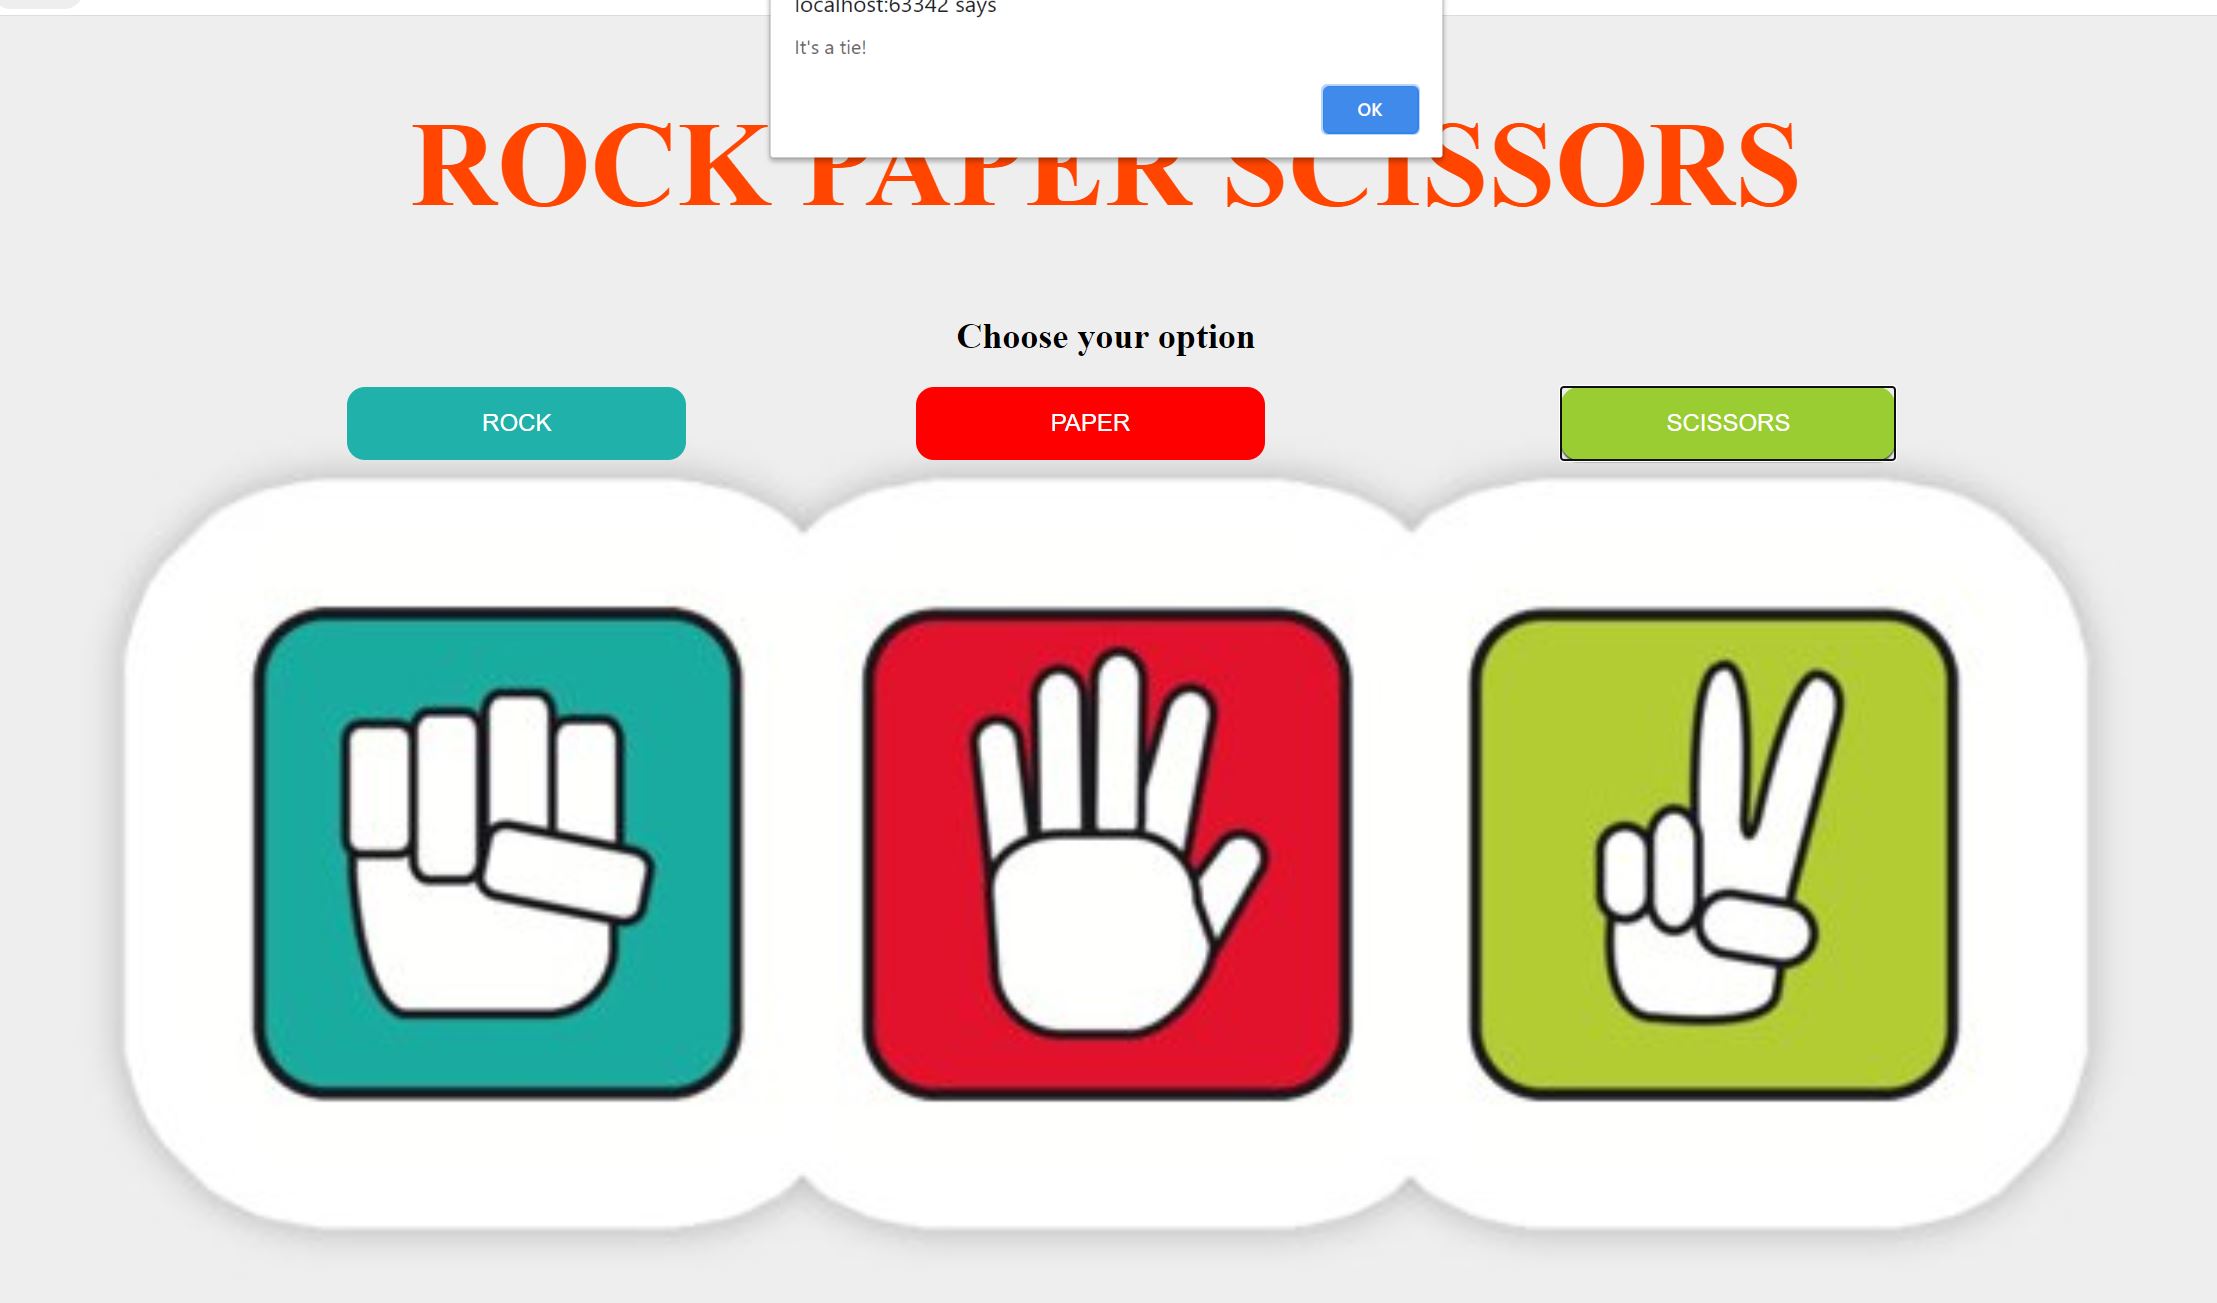 localhost:63342 says
It's a tie!
OK
ROCK PAPER SCISSORS
Choose your option
ROCK
PAPER
SCISSORS